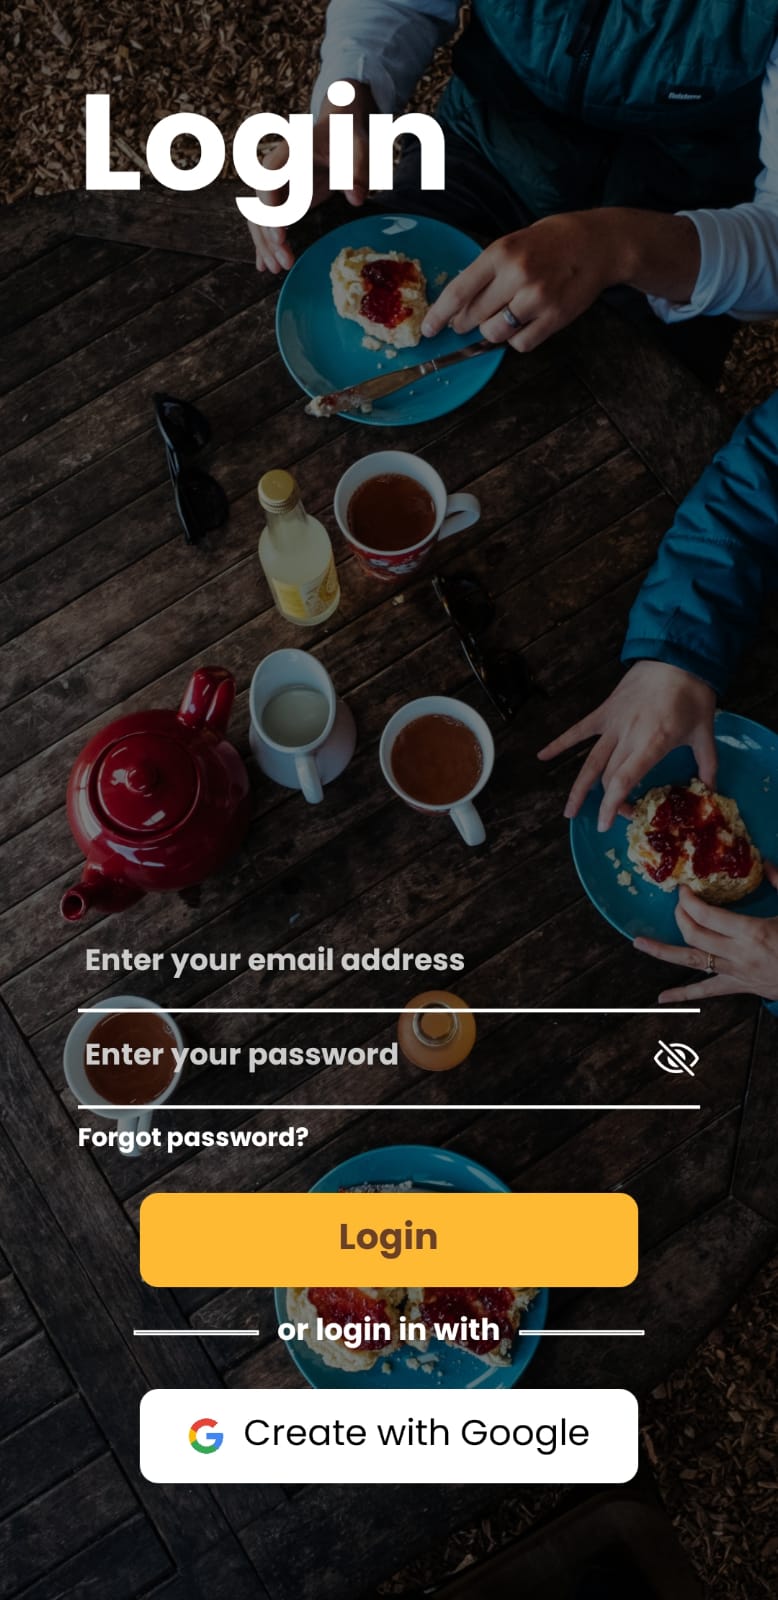 Login
Enter your email address
Enter your password
Forgot password?
Login
or login in with
Create with Google